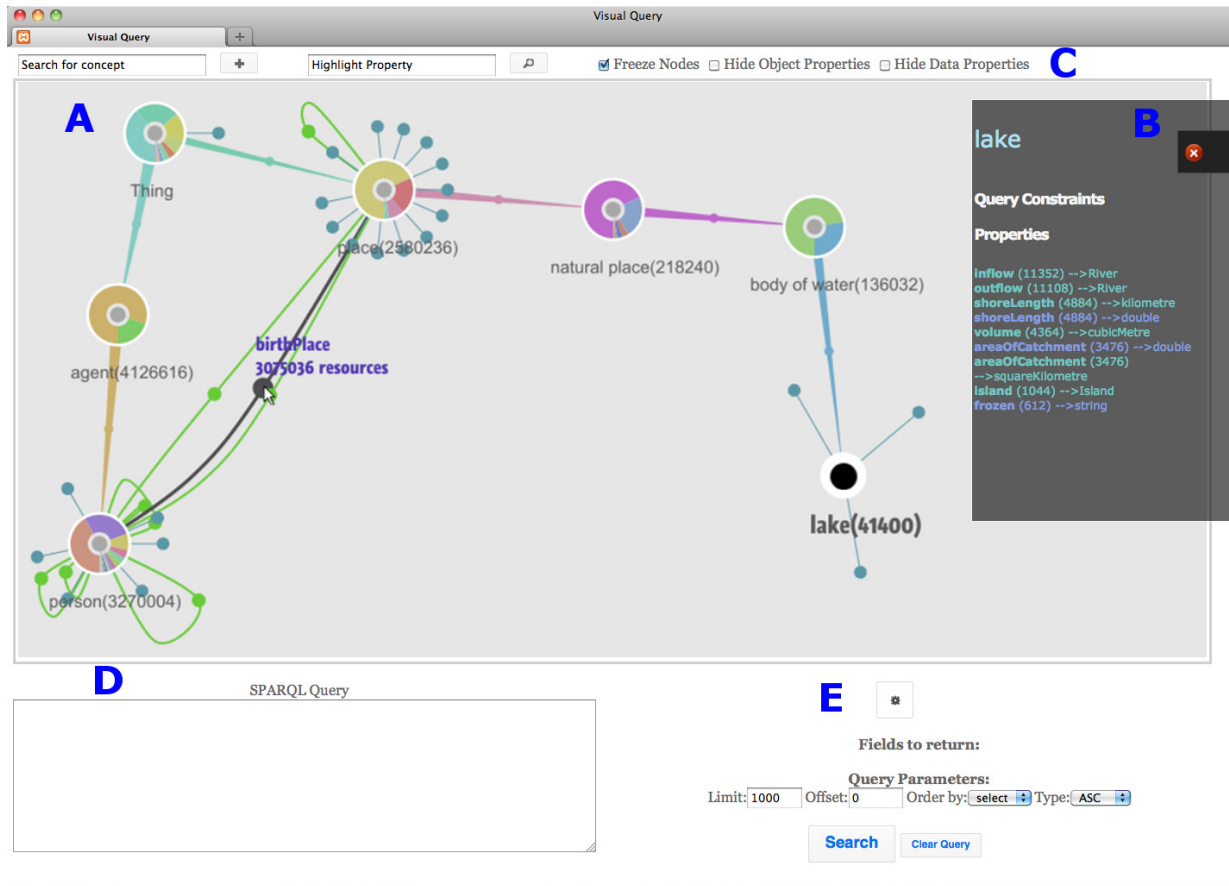 Visual Query
Visual Query
Search for concept
Highlight Property
Freeze Nodes
Hide Object Properties
Hide Data Properties
C
A
B
lake
Query Constraints
Properties
inflow (11352) -->River
outflow (11108) -->River
shoreLength (4884) -->kilometre
shoreLength (4884) -->double
volume (4364) -->cubicMetre
areaOfCatchment (3476) -->double
areaOfCatchment (3476)
-->squareKilometre
island (1044) -->Island
frozen (612) -->string
Thing
place(2580236)
natural place(218240)
body of water(136032)
birthPlace
3075036 resources
agent(4126616)
lake(41400)
person(3270004)
D
SPARQL Query
E
Fields to return:
Query Parameters:
Limit: 1000 Offset: 0 Order by: select Type: ASC
Search
Clear Query